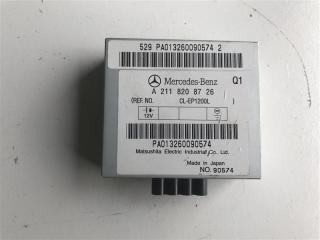 529 PA013260090574 2
Mercedes-Benz Q1
A 211 820 87 26
(REF. NO. CL-EP1200L )
12V
PA013260090574
Matsushita Electric Industrial Co., Ltd.
Made in Japan
NO. 90574